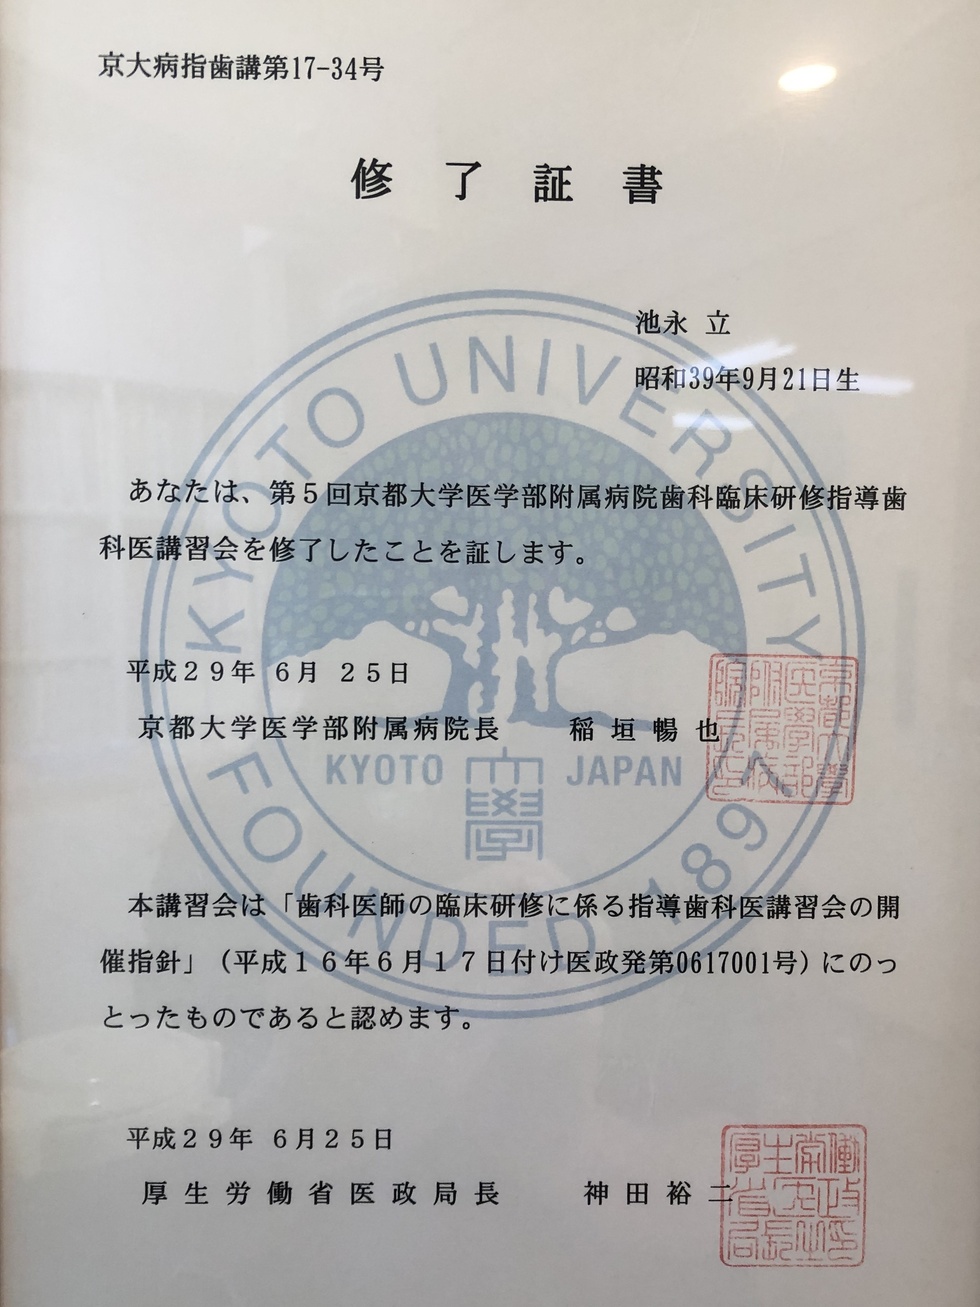 京大病指歯講第17-34号
修了証書
池永 立
昭和39年9月21日生
あなたは、第５回京都大学医学部附属病院歯科臨床研修指導歯
科医講習会を修了したことを証します。
平成２９年 ６月 ２５日
京都大学医学部附属病院長 稲垣暢也
KYOTO UNIVERSITY
KYOTO 大學 JAPAN
FOUNDED 1897
本講習会は「歯科医師の臨床研修に係る指導歯科医講習会の開
催指針」（平成１６年６月１７日付け医政発第0617001号）にのっ
とったものであると認めます。
平成２９年 ６月２５日
厚生労働省医政局長 神田裕二